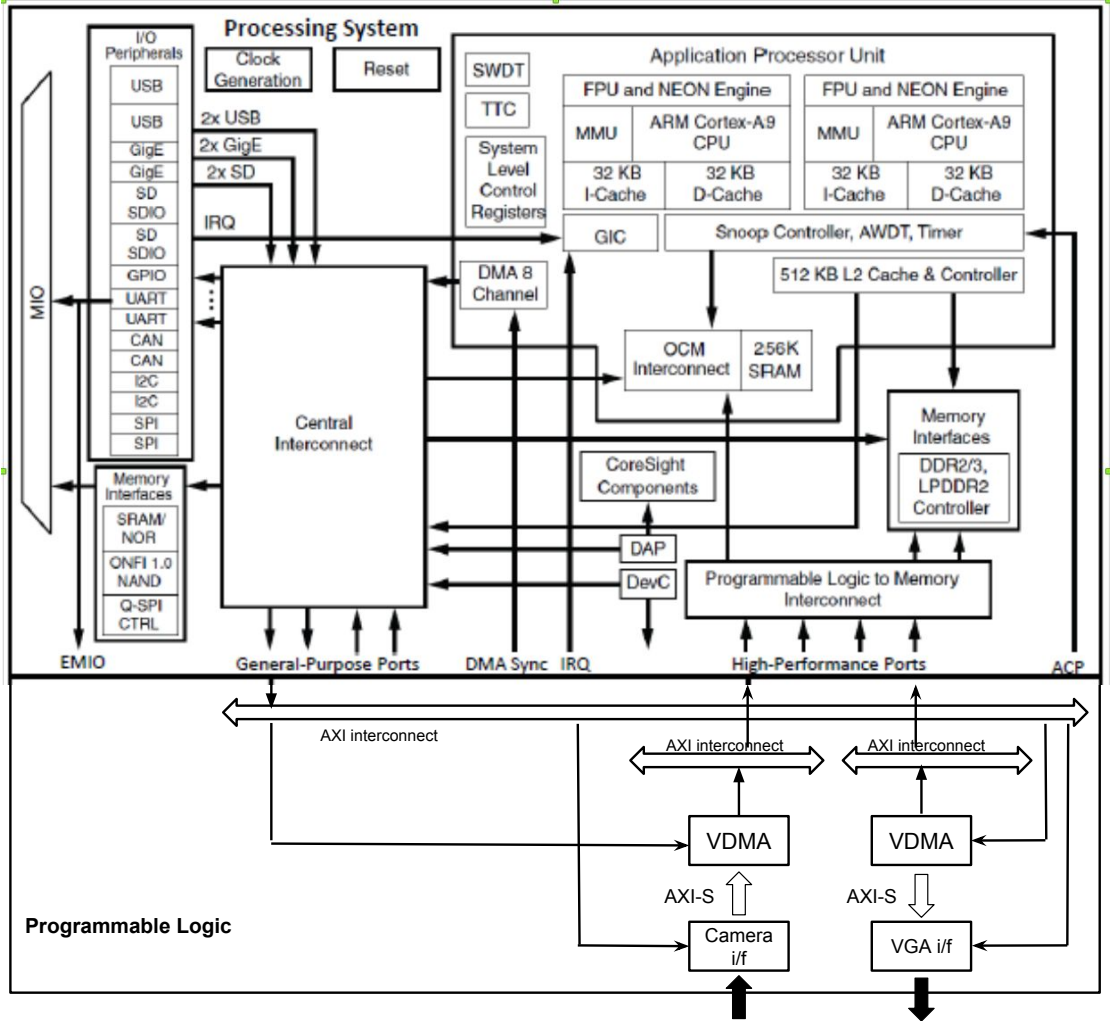 Processing System
I/O
Peripherals
USB
USB
GigE
GigE
SD
SDIO
SD
SDIO
GPIO
UART
UART
CAN
CAN
I2C
I2C
SPI
SPI
MIO
Clock
Generation
Reset
2x USB
2x GigE
2x SD
IRQ
SWDT
TTC
System
Level
Control
Registers
Application Processor Unit
FPU and NEON Engine
MMU
ARM Cortex-A9
CPU
32 KB
I-Cache
32 KB
D-Cache
FPU and NEON Engine
MMU
ARM Cortex-A9
CPU
32 KB
I-Cache
32 KB
D-Cache
GIC
Snoop Controller, AWDT, Timer
DMA 8
Channel
512 KB L2 Cache & Controller
OCM
Interconnect
256K
SRAM
Central
Interconnect
Memory
Interfaces
DDR2/3,
LPDDR2
Controller
CoreSight
Components
DAP
DevC
Programmable Logic to Memory
Interconnect
Memory
Interfaces
SRAM/
NOR
ONFI 1.0
NAND
Q-SPI
CTRL
EMIO
General-Purpose Ports
DMA Sync
IRQ
High-Performance Ports
ACP
AXI interconnect
AXI interconnect
AXI interconnect
VDMA
VDMA
AXI-S
AXI-S
Programmable Logic
Camera
i/f
VGA i/f